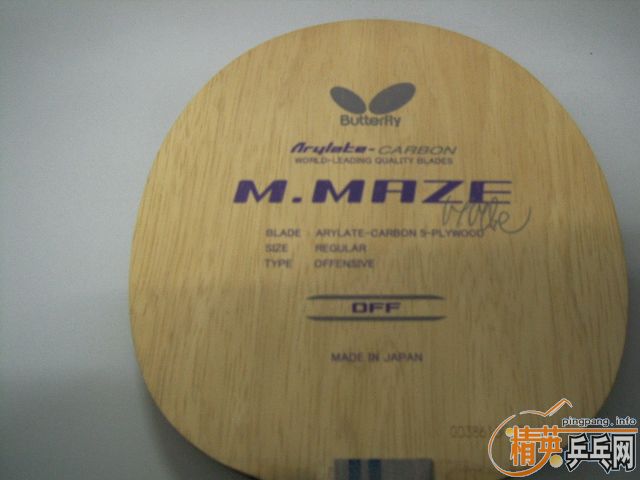 Butterfly
Arylate-CARBON
WORLD-LEADING QUALITY BLADES
M.MAZE
BLADE : ARYLATE-CARBON 5-PLYWOOD
SIZE : REGULAR
TYPE : OFFENSIVE
OFF
MADE IN JAPAN
pingpang.info
精英乒乓网